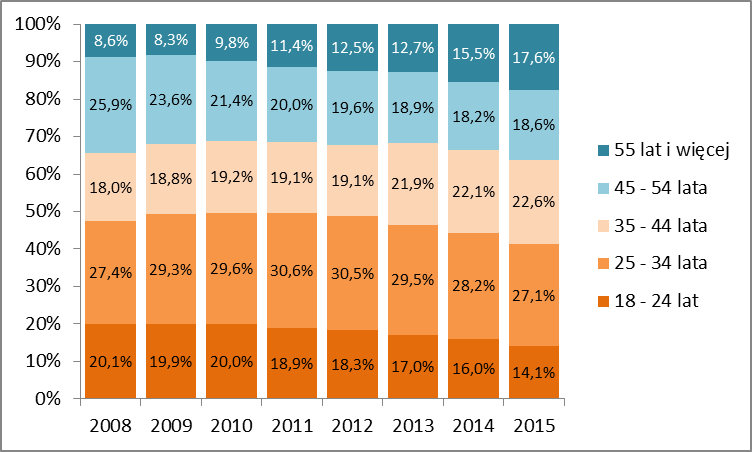 100%
90%
80%
70%
60%
50%
40%
30%
20%
10%
0%
8,6% 8,3% 9,8% 11,4% 12,5% 12,7% 15,5% 17,6%
25,9% 23,6% 21,4% 20,0% 19,6% 18,9% 18,2% 18,6%
18,0% 18,8% 19,2% 19,1% 19,1% 21,9% 22,1% 22,6%
27,4% 29,3% 29,6% 30,6% 30,5% 29,5% 28,2% 27,1%
20,1% 19,9% 20,0% 18,9% 18,3% 17,0% 16,0% 14,1%
2008 2009 2010 2011 2012 2013 2014 2015
55 lat i więcej
45 - 54 lata
35 - 44 lata
25 - 34 lata
18 - 24 lat